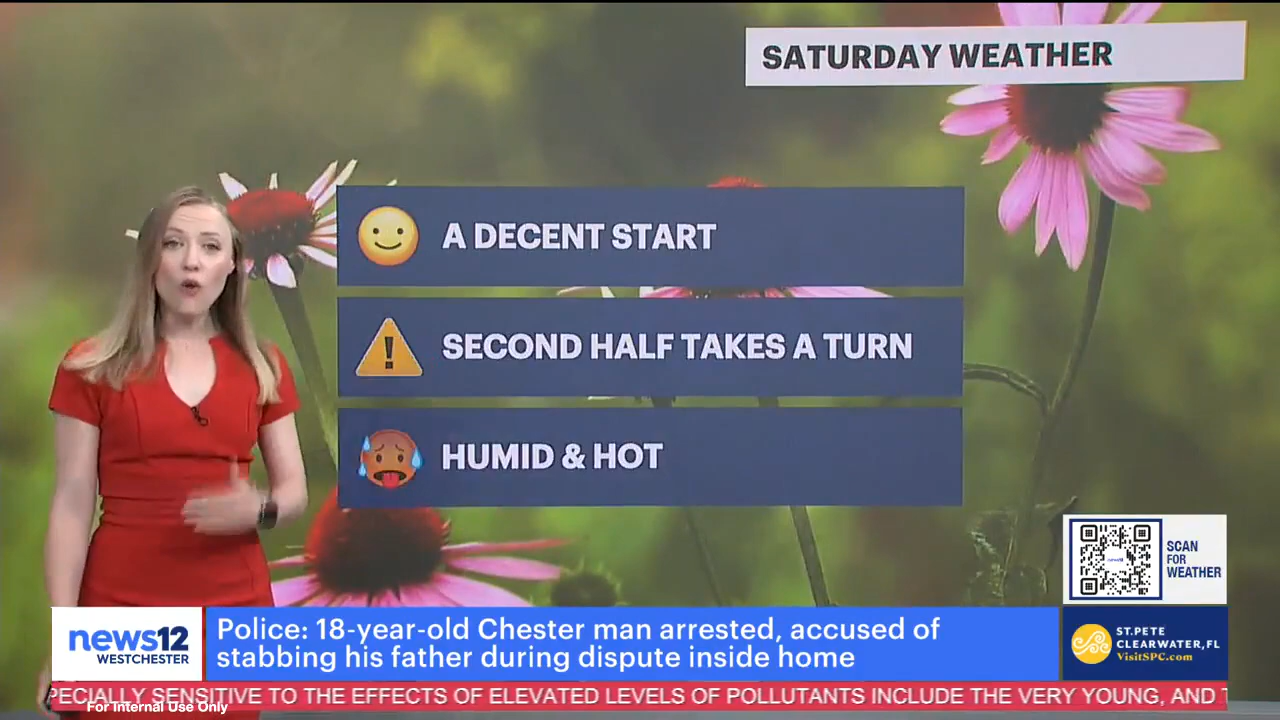 SATURDAY WEATHER
A DECENT START
SECOND HALF TAKES A TURN
HUMID & HOT
SCAN
FOR
WEATHER
news12
WESTCHESTER
Police: 18-year-old Chester man arrested, accused of
stabbing his father during dispute inside home
ST.PETE
CLEARWATER, FL
VisitSPC.com
PECIALLY SENSITIVE TO THE EFFECTS OF ELEVATED LEVELS OF POLLUTANTS INCLUDE THE VERY YOUNG, AND
For Internal Use Only